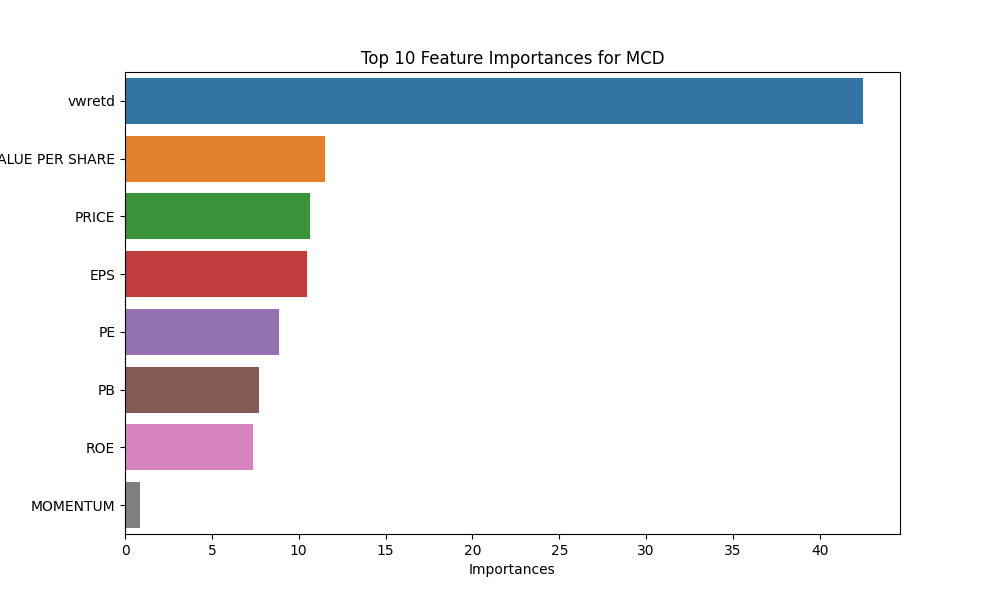 Top 10 Feature Importances for MCD
vwretd
ALUE PER SHARE
PRICE
EPS
PE
PB
ROE
MOMENTUM
0 5 10 15 20 25 30 35 40
Importances